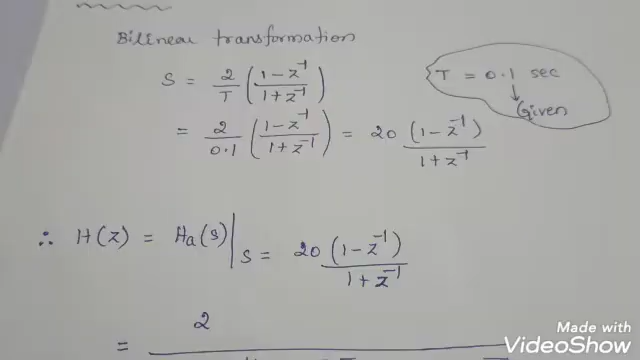 Bilinear transformation
S = 2/T (1 - z⁻¹ / 1 + z⁻¹)
T = 0.1 sec
↓
Given
= 2/0.1 (1 - z⁻¹ / 1 + z⁻¹) = 20 (1 - z⁻¹) / 1 + z⁻¹
∴ H(z) = Ha(s)| S = 20 (1 - z⁻¹) / 1 + z⁻¹
= 2
Made with
VideoShow